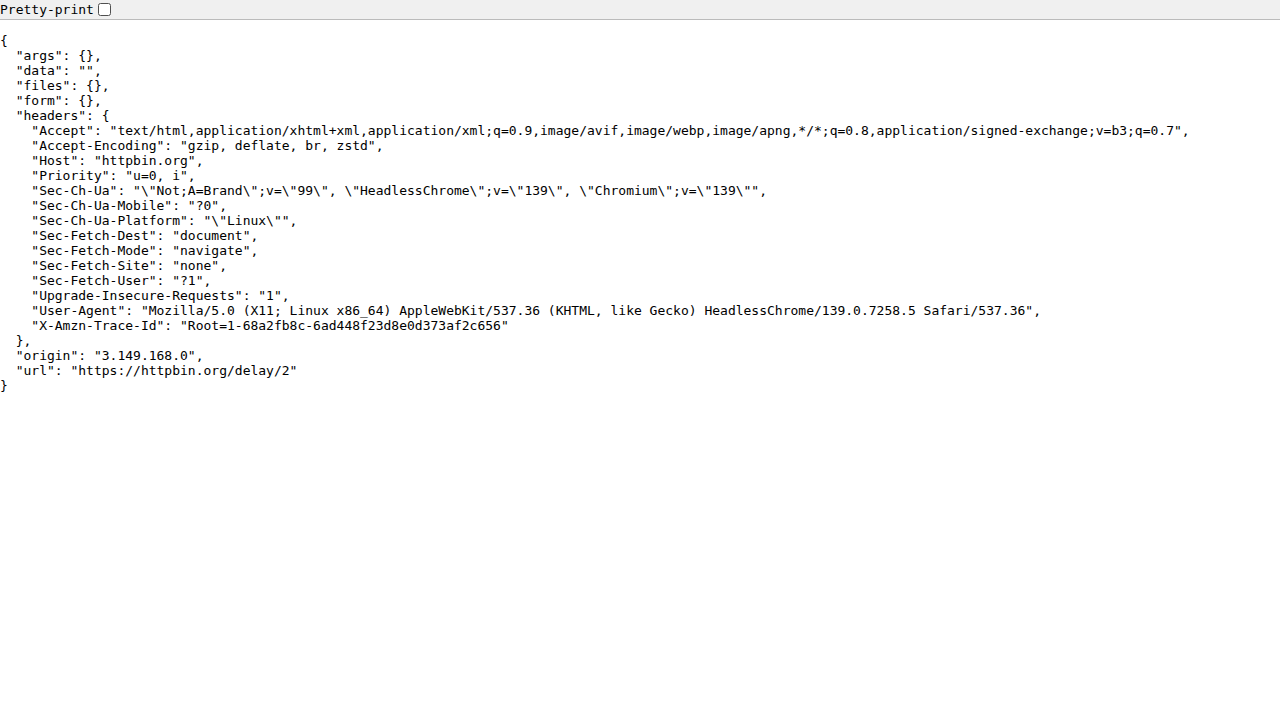 Pretty-print
{
  "args": {},
  "data": "",
  "files": {},
  "form": {},
  "headers": {
    "Accept": "text/html,application/xhtml+xml,application/xml;q=0.9,image/avif,image/webp,image/apng,*/*;q=0.8,application/signed-exchange;v=b3;q=0.7",
    "Accept-Encoding": "gzip, deflate, br, zstd",
    "Host": "httpbin.org",
    "Priority": "u=0, i",
    "Sec-Ch-Ua": "\"Not;A=Brand\";v=\"99\", \"HeadlessChrome\";v=\"139\", \"Chromium\";v=\"139\"",
    "Sec-Ch-Ua-Mobile": "?0",
    "Sec-Ch-Ua-Platform": "\"Linux\"",
    "Sec-Fetch-Dest": "document",
    "Sec-Fetch-Mode": "navigate",
    "Sec-Fetch-Site": "none",
    "Sec-Fetch-User": "?1",
    "Upgrade-Insecure-Requests": "1",
    "User-Agent": "Mozilla/5.0 (X11; Linux x86_64) AppleWebKit/537.36 (KHTML, like Gecko) HeadlessChrome/139.0.7258.5 Safari/537.36",
    "X-Amzn-Trace-Id": "Root=1-68a2fb8c-6ad448f23d8e0d373af2c656"
  },
  "origin": "3.149.168.0",
  "url": "https://httpbin.org/delay/2"
}